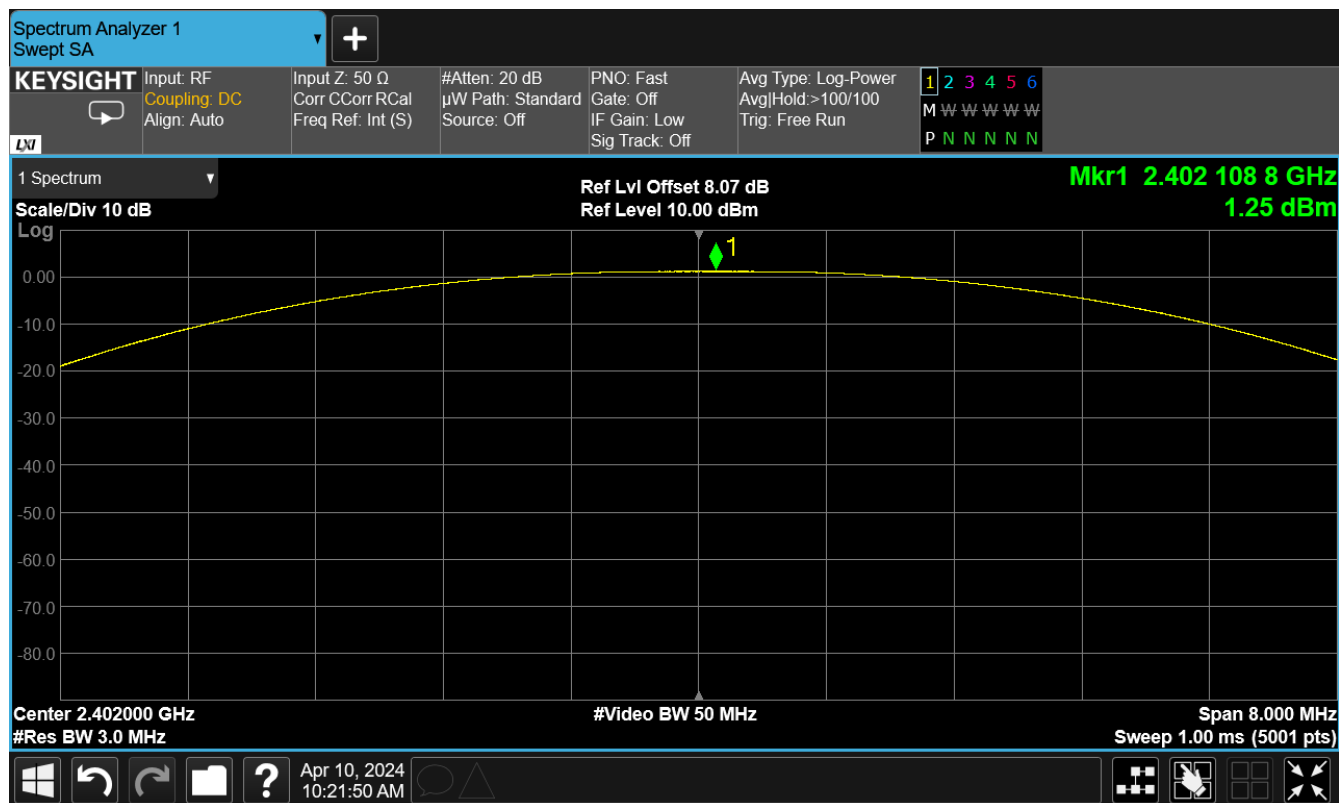 Spectrum Analyzer 1
Swept SA
KEYSIGHT
LXI
Input: RF
Coupling: DC
Align: Auto
Input Z: 50 Ω
Corr CCorr RCal
Freq Ref: Int (S)
#Atten: 20 dB
µW Path: Standard
Source: Off
PNO: Fast
Gate: Off
IF Gain: Low
Sig Track: Off
Avg Type: Log-Power
Avg|Hold:>100/100
Trig: Free Run
1 2 3 4 5 6
M W W W W W
P N N N N N
1 Spectrum
Scale/Div 10 dB
Log
Ref Lvl Offset 8.07 dB
Ref Level 10.00 dBm
Mkr1 2.402 108 8 GHz
1.25 dBm
1
0.00
-10.0
-20.0
-30.0
-40.0
-50.0
-60.0
-70.0
-80.0
Center 2.402000 GHz
#Video BW 50 MHz
Span 8.000 MHz
#Res BW 3.0 MHz
Sweep 1.00 ms (5001 pts)
?
Apr 10, 2024
10:21:50 AM